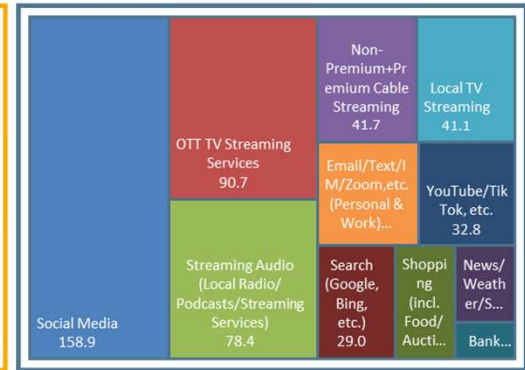 Social Media
158.9
OTT TV Streaming
Services
90.7
Streaming Audio
(Local Radio/
Podcasts/Streaming
Services)
78.4
Non-
Premium+Pr
emium Cable
Streaming
41.7
Local TV
Streaming
41.1
Email/Text/I
M/Zoom,etc.
(Personal &
Work)...
YouTube/Tik
Tok, etc.
32.8
Search
(Google,
Bing,
etc.)
29.0
Shoppi
ng
(incl.
Food/
Aucti...
News/
Weath
er/S...
Bank...